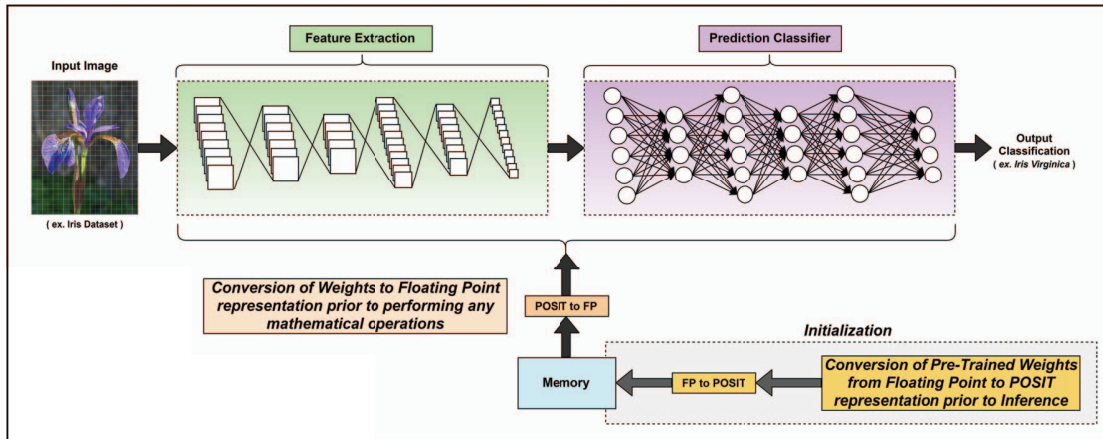 Feature Extraction
Prediction Classifier
Input Image
( ex. Iris Dataset )
Output
Classification
( ex. Iris Virginica )
Conversion of Weights to Floating Point
representation prior to performing any
mathematical operations
POSIT to FP
Initialization
Memory
FP to POSIT
Conversion of Pre-Trained Weights
from Floating Point to POSIT
representation prior to Inference